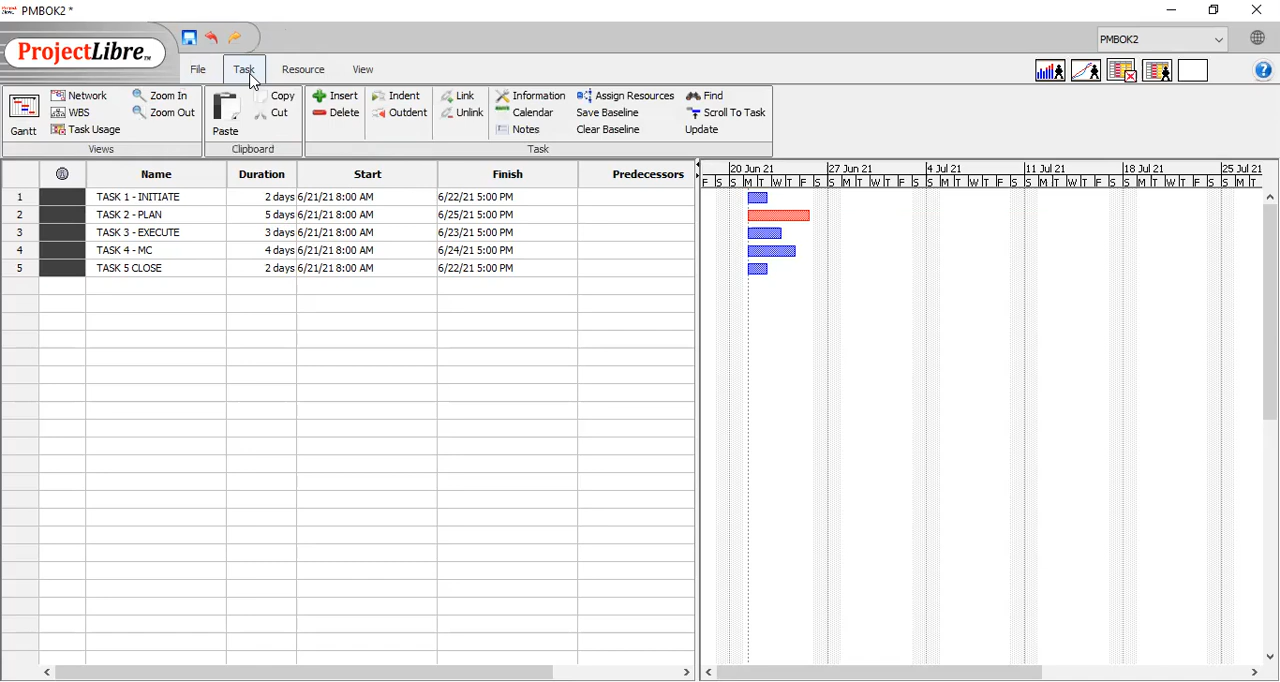 PMBOK2 *
ProjectLibre™
PMBOK2
File Task Resource View
Gantt
Network
WBS
Task Usage
Zoom In
Zoom Out
Views
Paste
Copy
Cut
Clipboard
Insert
Delete
Indent
Outdent
Link
Unlink
Information
Calendar
Notes
Assign Resources
Save Baseline
Clear Baseline
Find
Scroll To Task
Update
Task
Name Duration Start Finish Predecessors
1 TASK 1 - INITIATE 2 days 6/21/21 8:00 AM 6/22/21 5:00 PM
2 TASK 2 - PLAN 5 days 6/21/21 8:00 AM 6/25/21 5:00 PM
3 TASK 3 - EXECUTE 3 days 6/21/21 8:00 AM 6/23/21 5:00 PM
4 TASK 4 - MC 4 days 6/21/21 8:00 AM 6/24/21 5:00 PM
5 TASK 5 CLOSE 2 days 6/21/21 8:00 AM 6/22/21 5:00 PM
20 Jun 21 27 Jun 21 4 Jul 21 11 Jul 21 18 Jul 21 25 Jul 21
F S S M T W T F S S M T W T F S S M T W T F S S M T W T F S S M T W T F S S M T